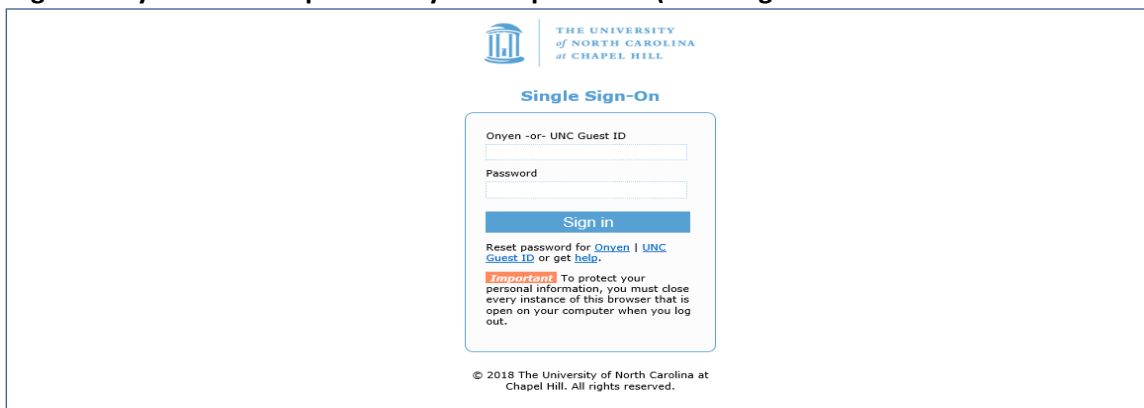 THE UNIVERSITY
of NORTH CAROLINA
at CHAPEL HILL
Single Sign-On
Onyen -or- UNC Guest ID
Password
Sign in
Reset password for Onyen | UNC
Guest ID or get help.
Important To protect your
personal information, you must close
every instance of this browser that is
open on your computer when you log
out.
© 2018 The University of North Carolina at
Chapel Hill. All rights reserved.